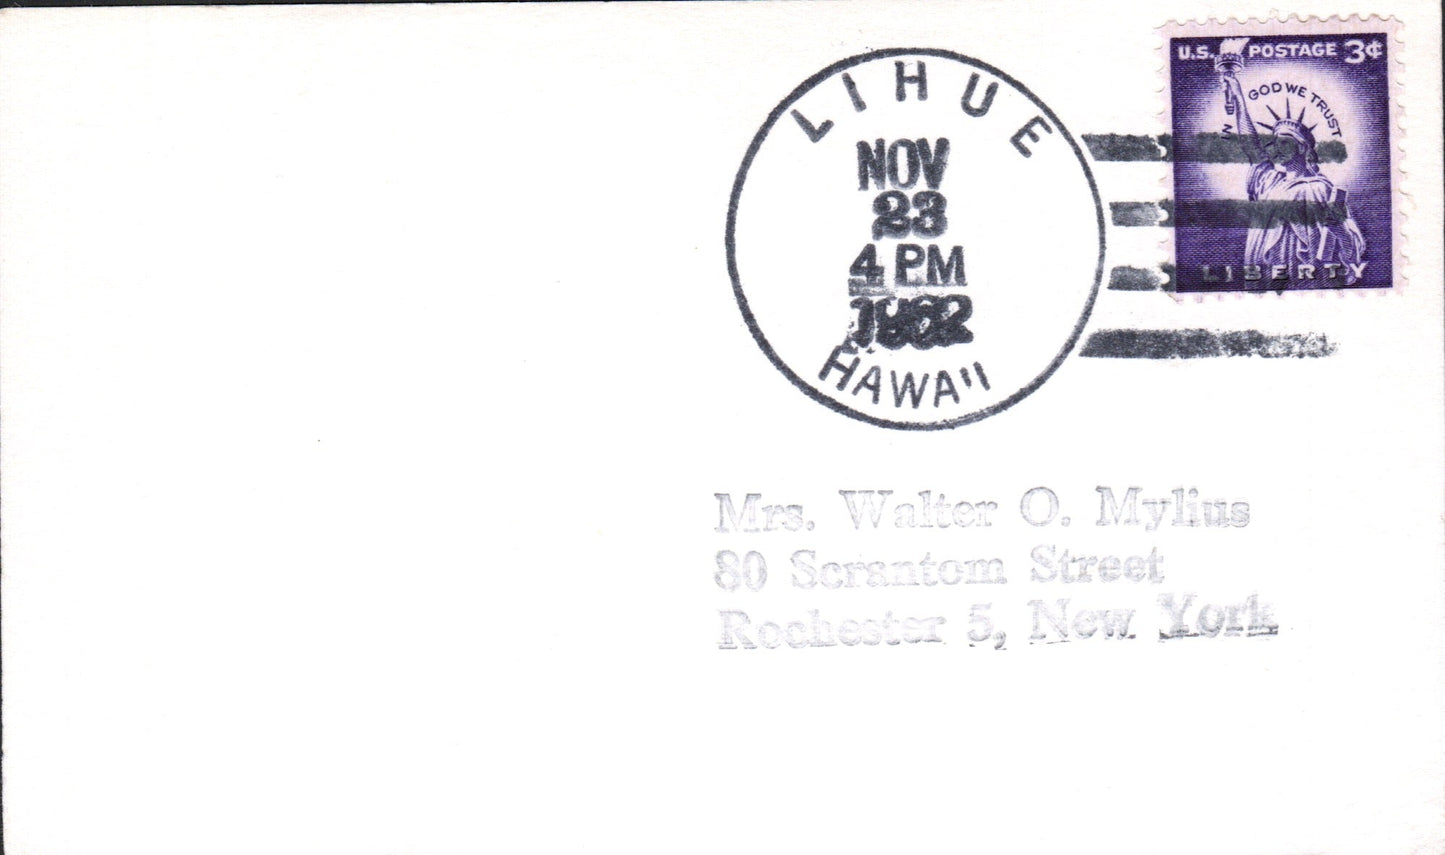 U.S. POSTAGE 3¢
IN GOD WE TRUST
LIBERTY
LIHUE
NOV
23
4 PM
1962
HAWAII
Mrs. Walter O. Mylius
80 Scrantom Street
Rochester 5, New York